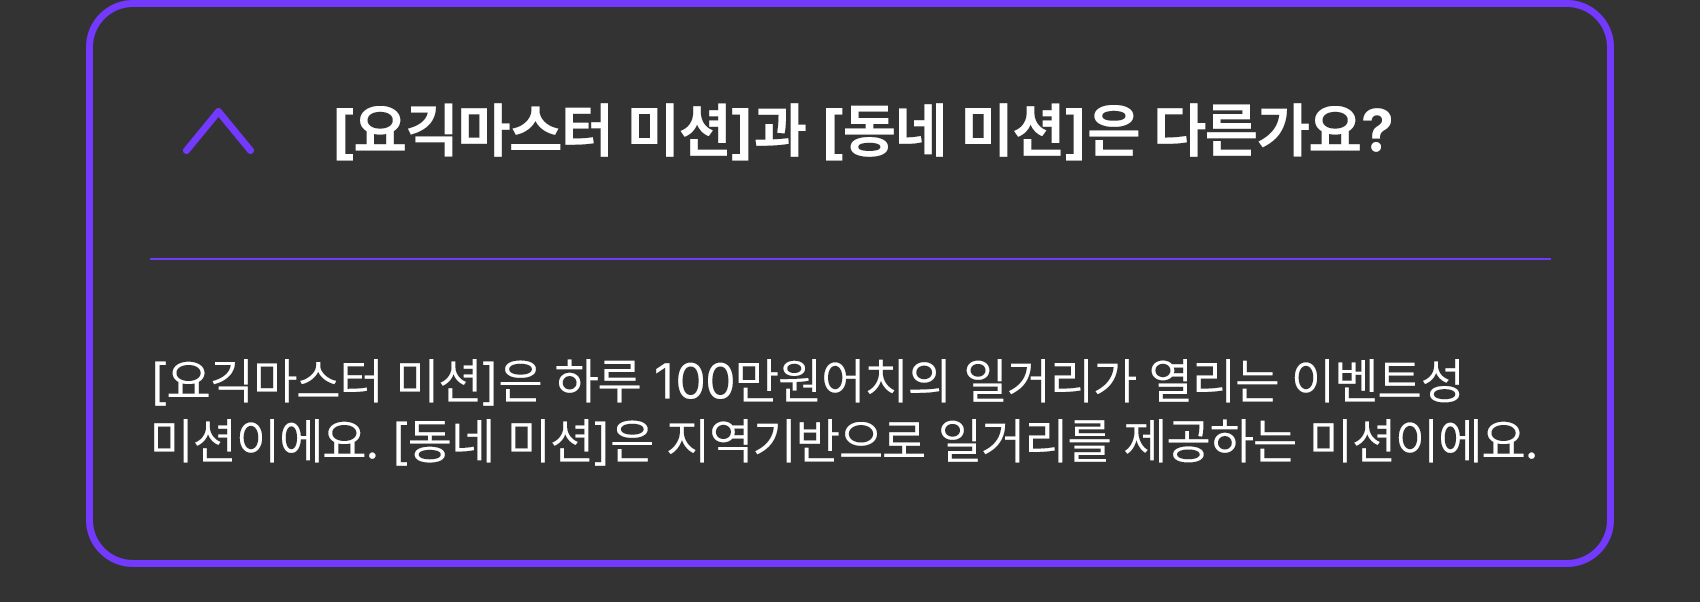 [요긱마스터 미션]과 [동네 미션]은 다른가요?
[요긱마스터 미션]은 하루 100만원어치의 일거리가 열리는 이벤트성
미션이에요. [동네 미션]은 지역기반으로 일거리를 제공하는 미션이에요.